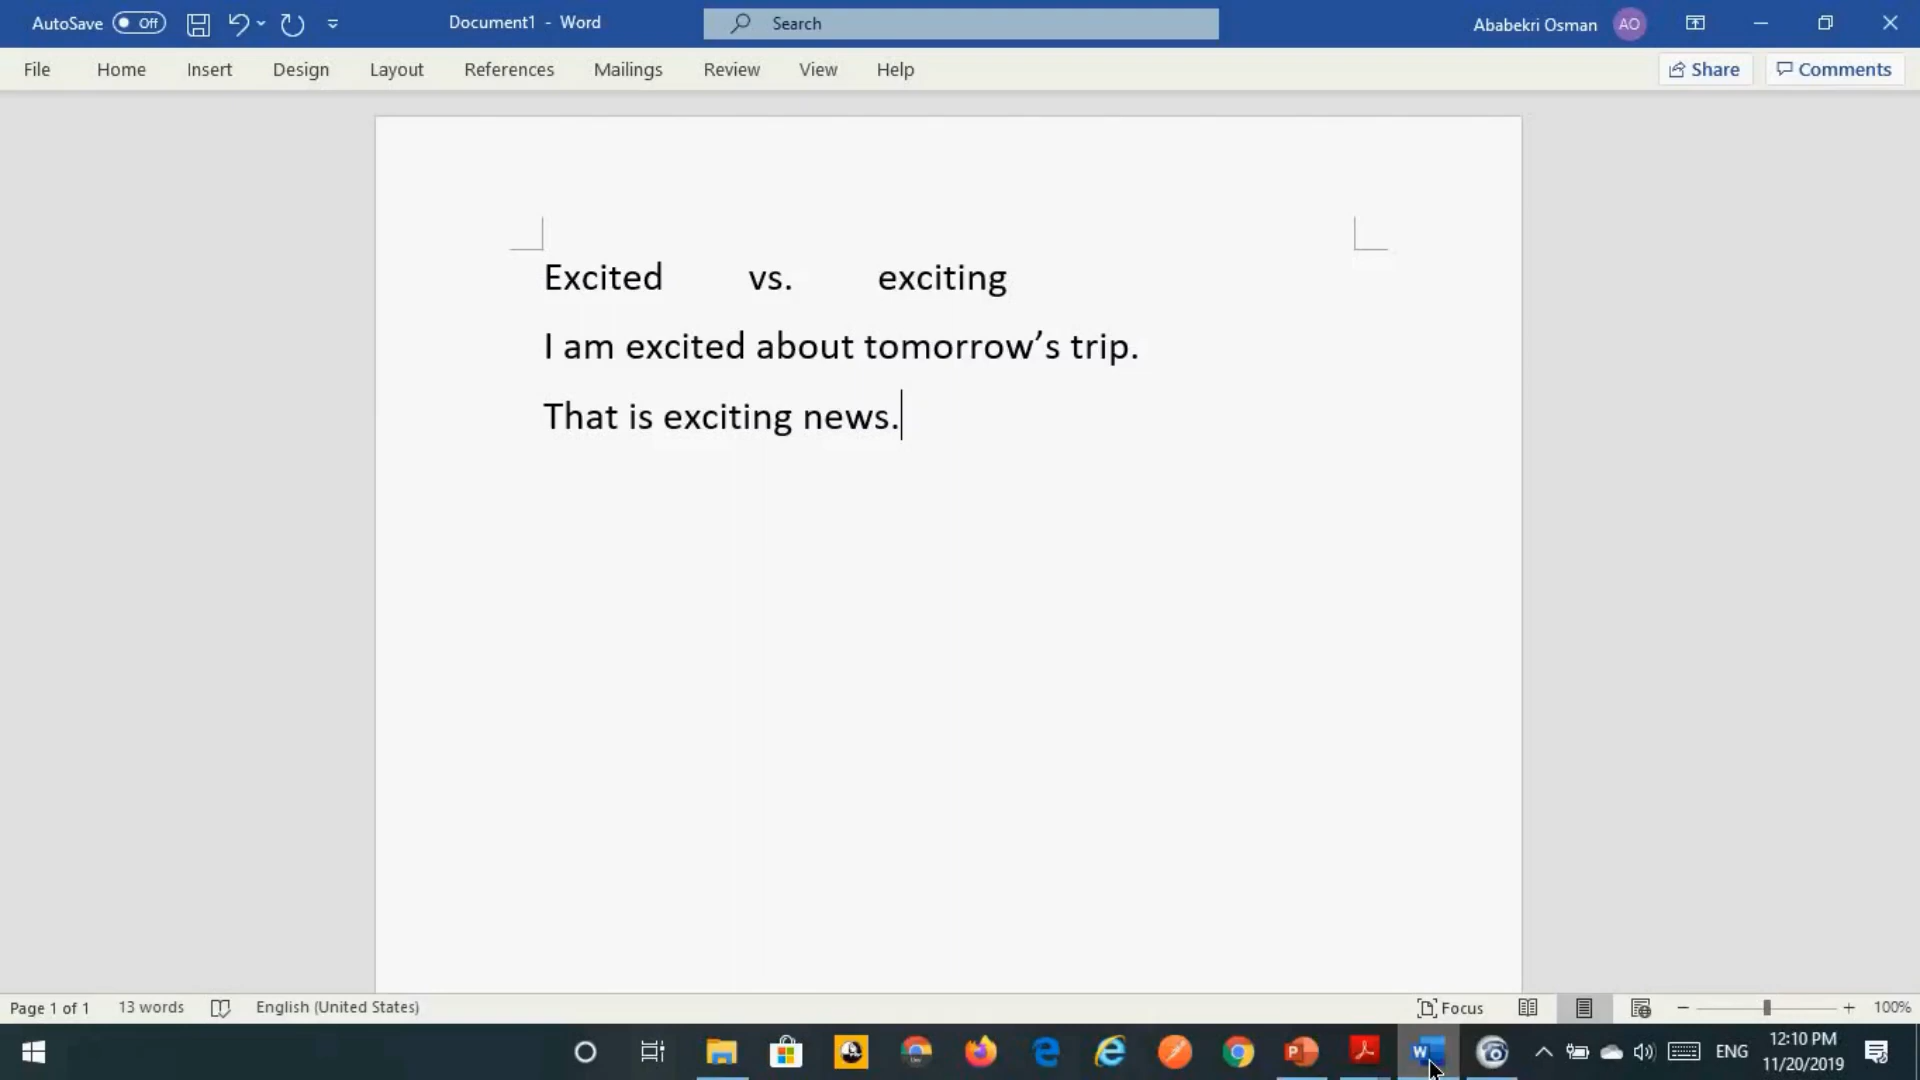 AutoSave Off Document1 - Word Search Ababekri Osman AO
File Home Insert Design Layout References Mailings Review View Help Share Comments
Excited vs. exciting
I am excited about tomorrow’s trip.
That is exciting news.
Page 1 of 1 13 words English (United States) Focus 100%
ENG 12:10 PM
11/20/2019